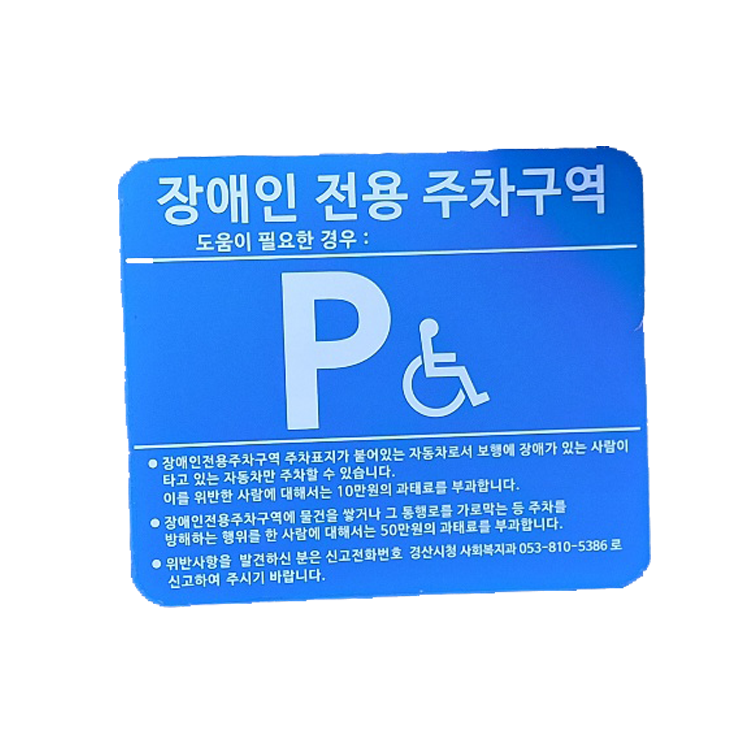 장애인 전용 주차구역
도움이 필요한 경우 :
P
● 장애인전용주차구역 주차표지가 붙어있는 자동차로서 보행에 장애가 있는 사람이
타고 있는 자동차만 주차할 수 있습니다.
이를 위반한 사람에 대해서는 10만원의 과태료를 부과합니다.
● 장애인전용주차구역에 물건을 쌓거나 그 통행로를 가로막는 등 주차를
방해하는 행위를 한 사람에 대해서는 50만원의 과태료를 부과합니다.
● 위반사항을 발견하신 분은 신고전화번호 경산시청 사회복지과 053-810-5386 로
신고하여 주시기 바랍니다.